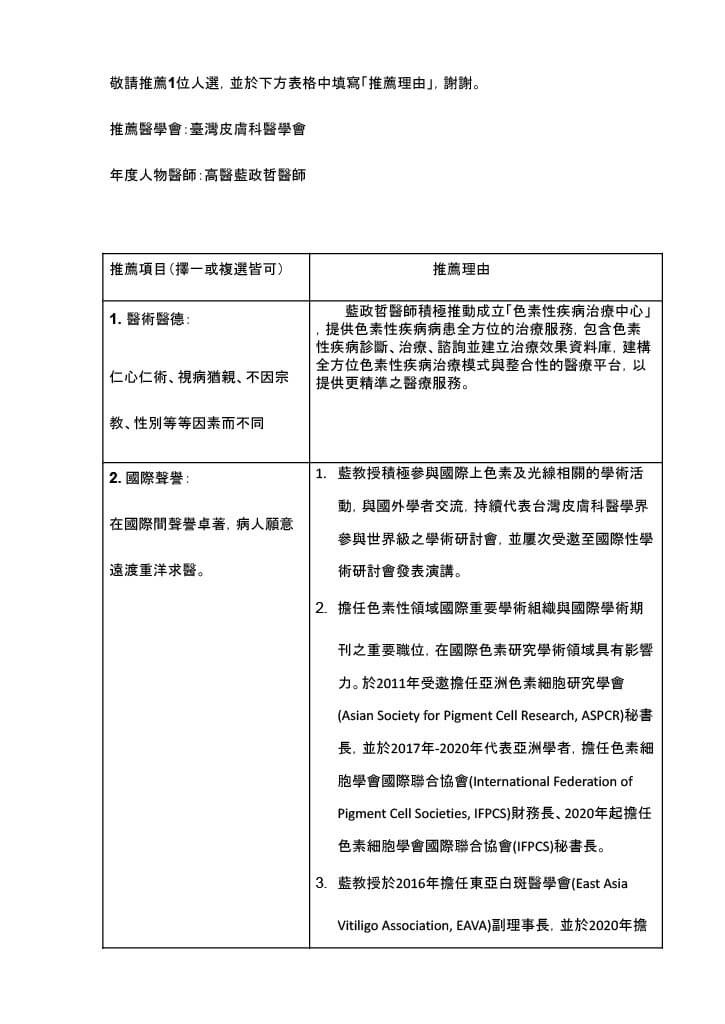 敬請推薦1位人選，並於下方表格中填寫「推薦理由」，謝謝。
推薦醫學會：臺灣皮膚科醫學會
年度人物醫師：高醫藍政哲醫師
推薦項目（擇一或複選皆可）
推薦理由
1. 醫術醫德：
仁心仁術、視病猶親、不因宗
教、性別等等因素而不同
藍政哲醫師積極推動成立「色素性疾病治療中心」
，提供色素性疾病病患全方位的治療服務，包含色素
性疾病診斷、治療、諮詢並建立治療效果資料庫，建構
全方位色素性疾病治療模式與整合性的醫療平台，以
提供更精準之醫療服務。
2. 國際聲譽：
在國際間聲譽卓著，病人願意
遠渡重洋求醫。
1. 藍教授積極參與國際上色素及光線相關的學術活
動，與國外學者交流，持續代表台灣皮膚科醫學界
參與世界級之學術研討會，並屢次受邀至國際性學
術研討會發表演講。
2. 擔任色素性領域國際重要學術組織與國際學術期
刊之重要職位，在國際色素研究學術領域具有影響
力。於2011年受邀擔任亞洲色素細胞研究學會
(Asian Society for Pigment Cell Research, ASPCR)秘書
長，並於2017年-2020年代表亞洲學者，擔任色素細
胞學會國際聯合協會(International Federation of
Pigment Cell Societies, IFPCS)財務長、2020年起擔任
色素細胞學會國際聯合協會(IFPCS)秘書長。
3. 藍教授於2016年擔任東亞白斑醫學會(East Asia
Vitiligo Association, EAVA)副理事長，並於2020年擔